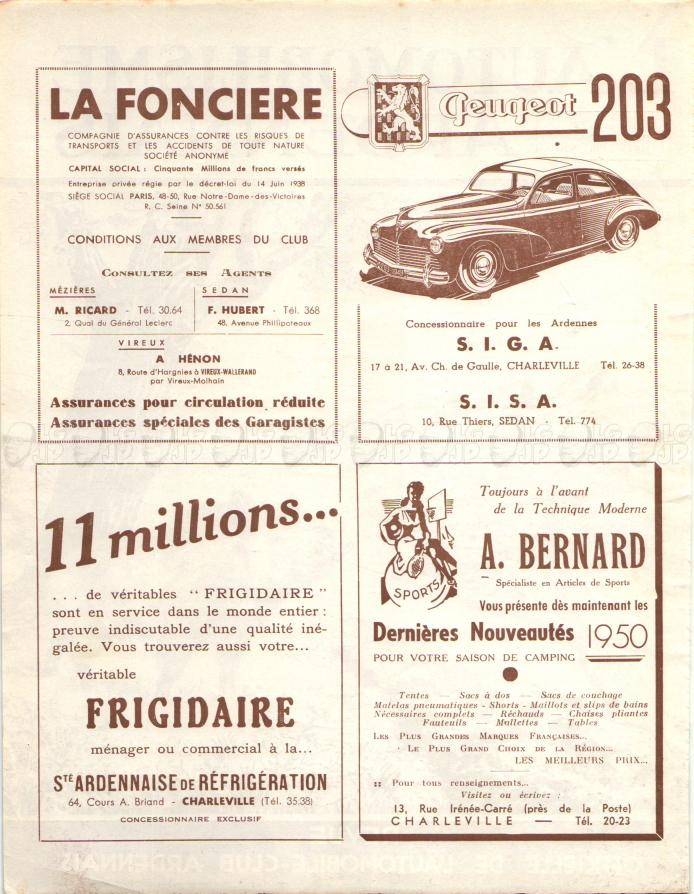 LA FONCIERE
COMPAGNIE D'ASSURANCES CONTRE LES RISQUES DE
TRANSPORTS ET LES ACCIDENTS DE TOUTE NATURE
SOCIÉTÉ ANONYME
CAPITAL SOCIAL : Cinquante Millions de francs versés
Entreprise privée régie par le décret-loi du 14 Juin 1938
SIÈGE SOCIAL PARIS, 48-50, Rue Notre-Dame-des-Victoires
R. C. Seine N° 50.561
CONDITIONS AUX MEMBRES DU CLUB
CONSULTEZ SES AGENTS
MÉZIÈRES
M. RICARD - Tél. 30.64
2, Quai du Général Leclerc
SEDAN
F. HUBERT - Tél. 368
48, Avenue Philippoteaux
VIREUX
A HÉNON
8, Route d'Hargnies à VIREUX-WALLERAND
par Vireux-Molhain
Assurances pour circulation réduite
Assurances spéciales des Garagistes
Peugeot 203
Concessionnaire pour les Ardennes
S. I. G. A.
17 à 21, Av. Ch. de Gaulle, CHARLEVILLE Tél. 26-38
S. I. S. A.
10, Rue Thiers, SEDAN - Tél. 774
11 millions...
... de véritables "FRIGIDAIRE"
sont en service dans le monde entier :
preuve indiscutable d'une qualité iné-
galée. Vous trouverez aussi votre...
véritable
FRIGIDAIRE
ménager ou commercial à la...
Sté ARDENNAISE DE RÉFRIGÉRATION
64, Cours A. Briand - CHARLEVILLE (Tél. 35.38)
CONCESSIONNAIRE EXCLUSIF
SPORTS
Toujours à l'avant
de la Technique Moderne
A. BERNARD
Spécialiste en Articles de Sports
Vous présente dès maintenant les
Dernières Nouveautés 1950
POUR VOTRE SAISON DE CAMPING
Tentes — Sacs à dos — Sacs de couchage
Matelas pneumatiques - Shorts - Maillots et slips de bains
Nécessaires complets — Réchauds — Chaises pliantes
Fauteuils — Mallettes — Tables
LES PLUS GRANDES MARQUES FRANÇAISES...
LE PLUS GRAND CHOIX DE LA RÉGION...
LES MEILLEURS PRIX...
:: Pour tous renseignements...
Visitez ou écrivez :
13, Rue Irénée-Carré (près de la Poste)
CHARLEVILLE — Tél. 20-23